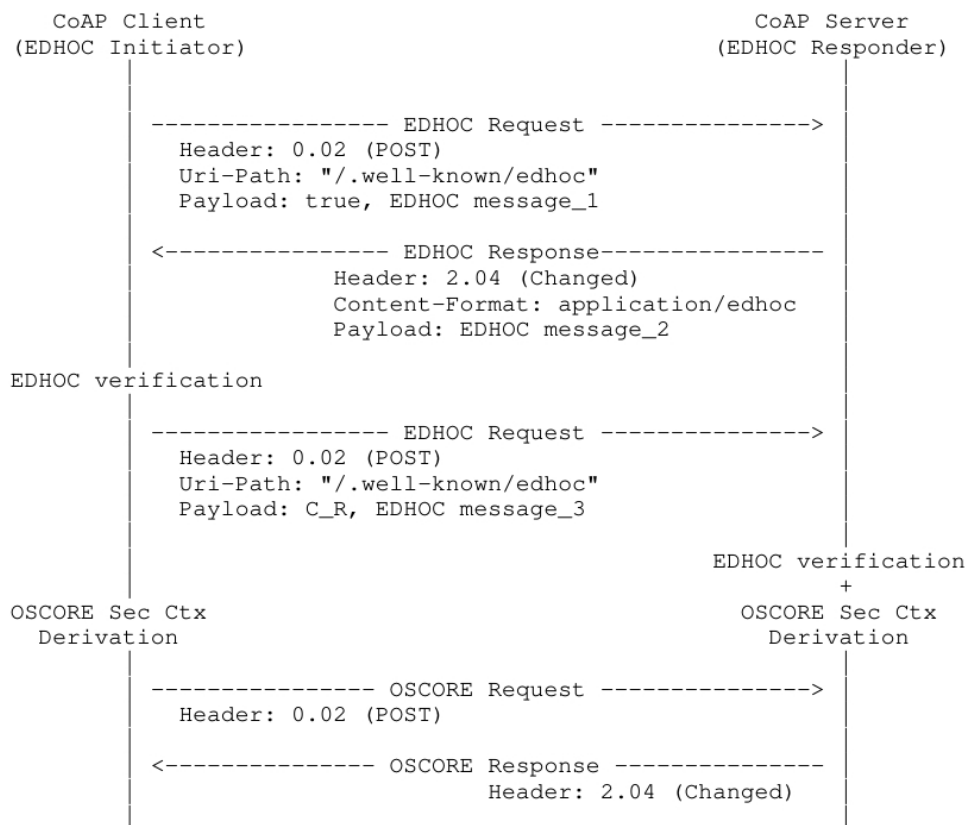 CoAP Client CoAP Server
(EDHOC Initiator) (EDHOC Responder)
----------------- EDHOC Request --------------->
Header: 0.02 (POST)
Uri-Path: "/.well-known/edhoc"
Payload: true, EDHOC message_1
<---------------- EDHOC Response----------------
Header: 2.04 (Changed)
Content-Format: application/edhoc
Payload: EDHOC message_2
EDHOC verification
----------------- EDHOC Request --------------->
Header: 0.02 (POST)
Uri-Path: "/.well-known/edhoc"
Payload: C_R, EDHOC message_3
EDHOC verification
+
OSCORE Sec Ctx OSCORE Sec Ctx
Derivation Derivation
---------------- OSCORE Request --------------->
Header: 0.02 (POST)
<--------------- OSCORE Response ---------------
Header: 2.04 (Changed)